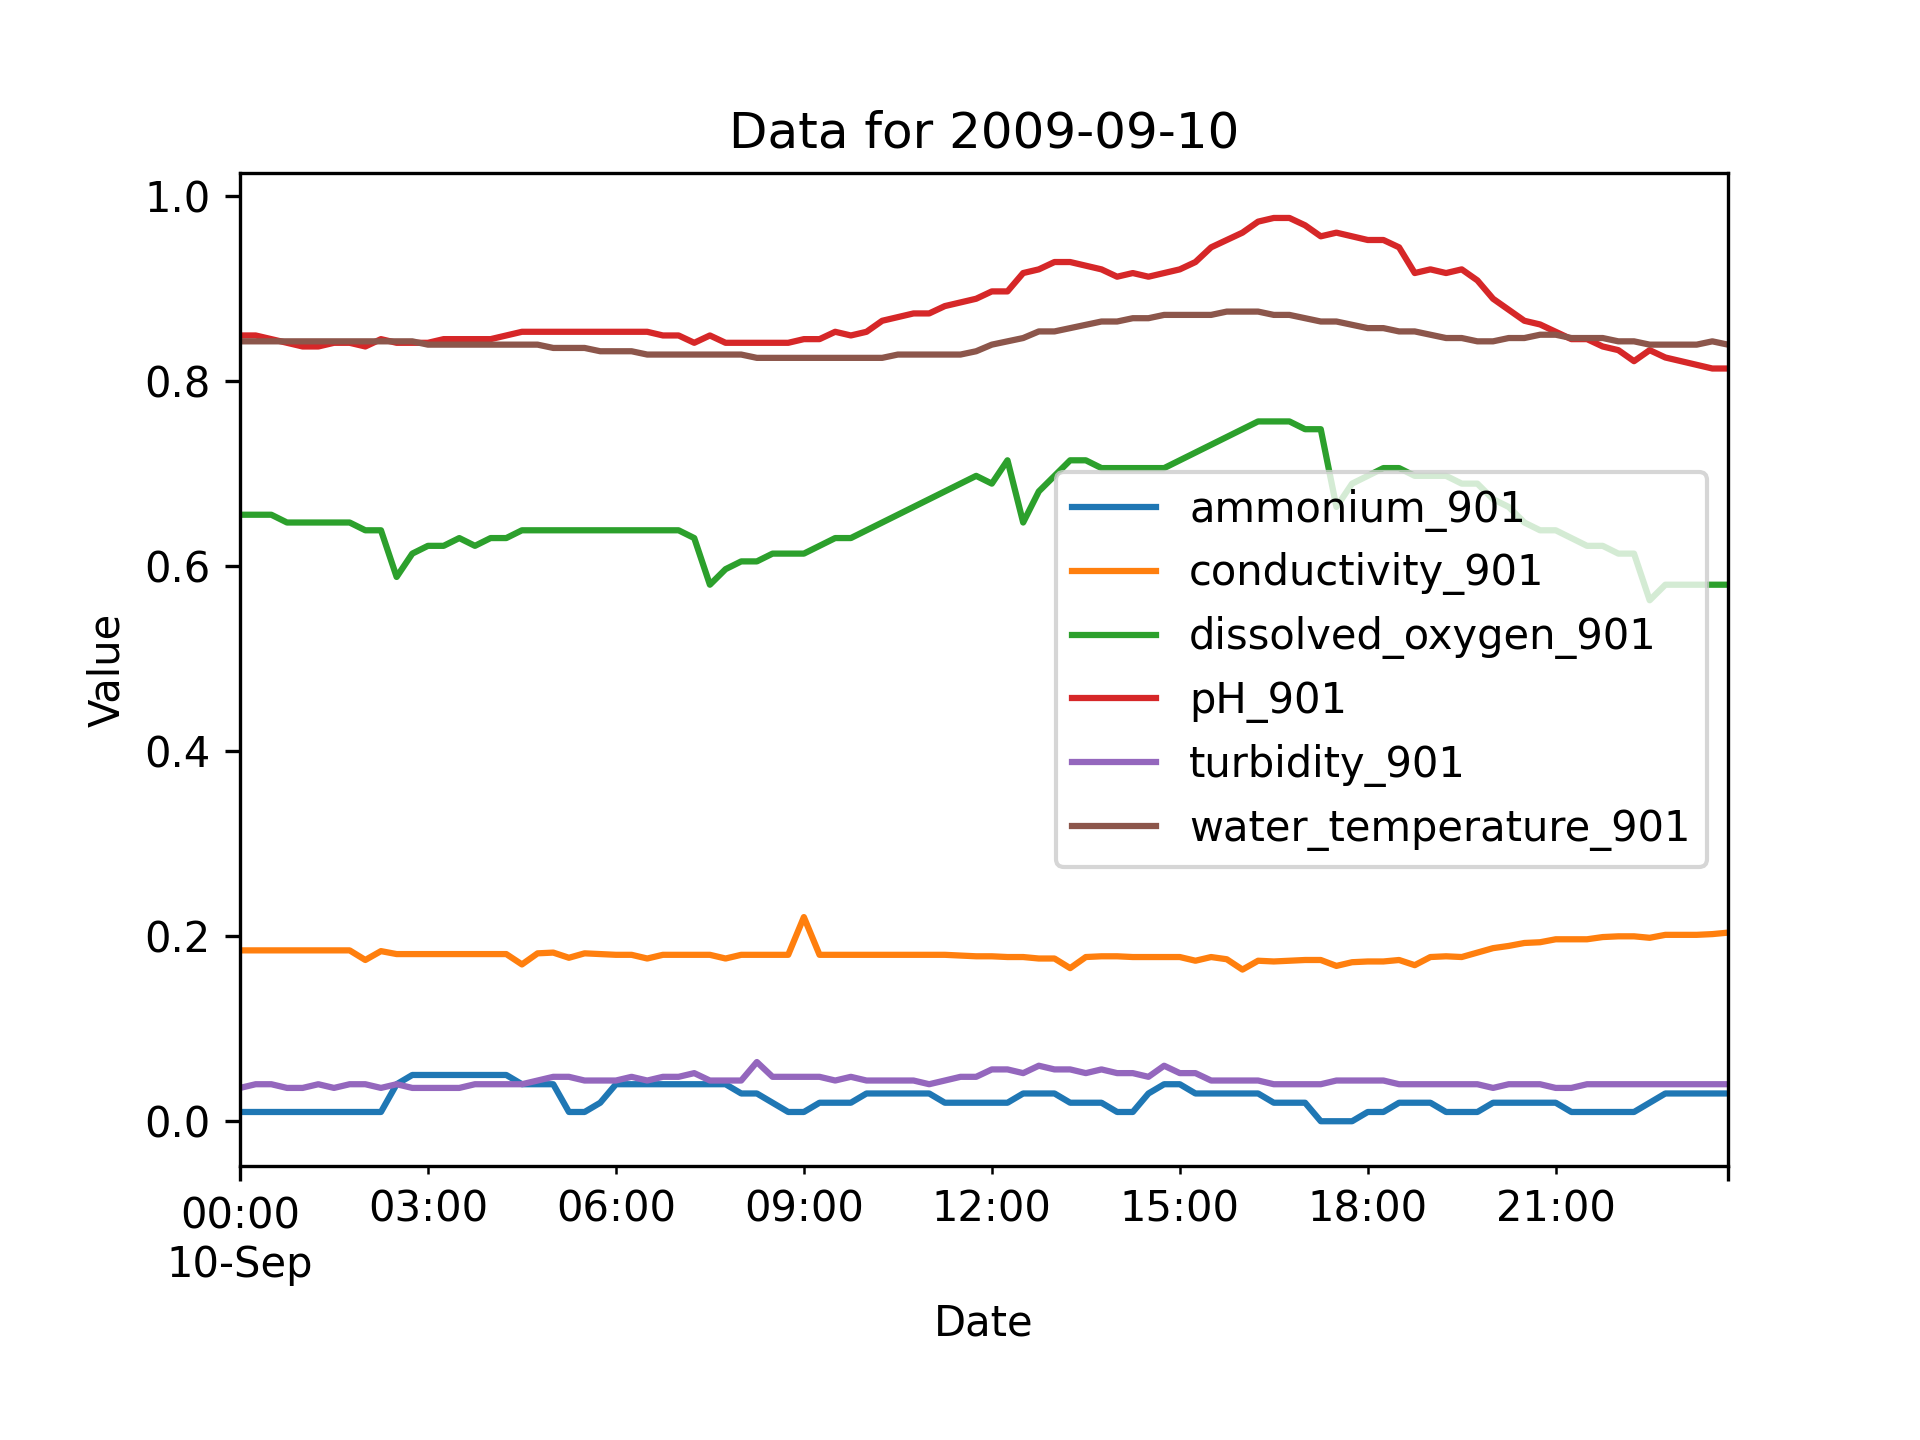 Data for 2009-09-10
1.0
0.8
0.6
0.4
0.2
0.0
Value
ammonium_901
conductivity_901
dissolved_oxygen_901
pH_901
turbidity_901
water_temperature_901
00:00 03:00 06:00 09:00 12:00 15:00 18:00 21:00
10-Sep
Date